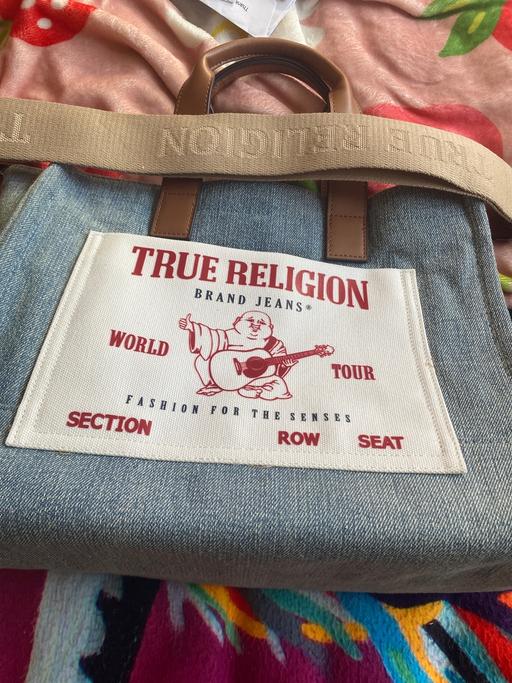 TRUE RELIGION
T
TRUE RELIGION
BRAND JEANS®
WORLD TOUR
FASHION FOR THE SENSES
SECTION ROW SEAT